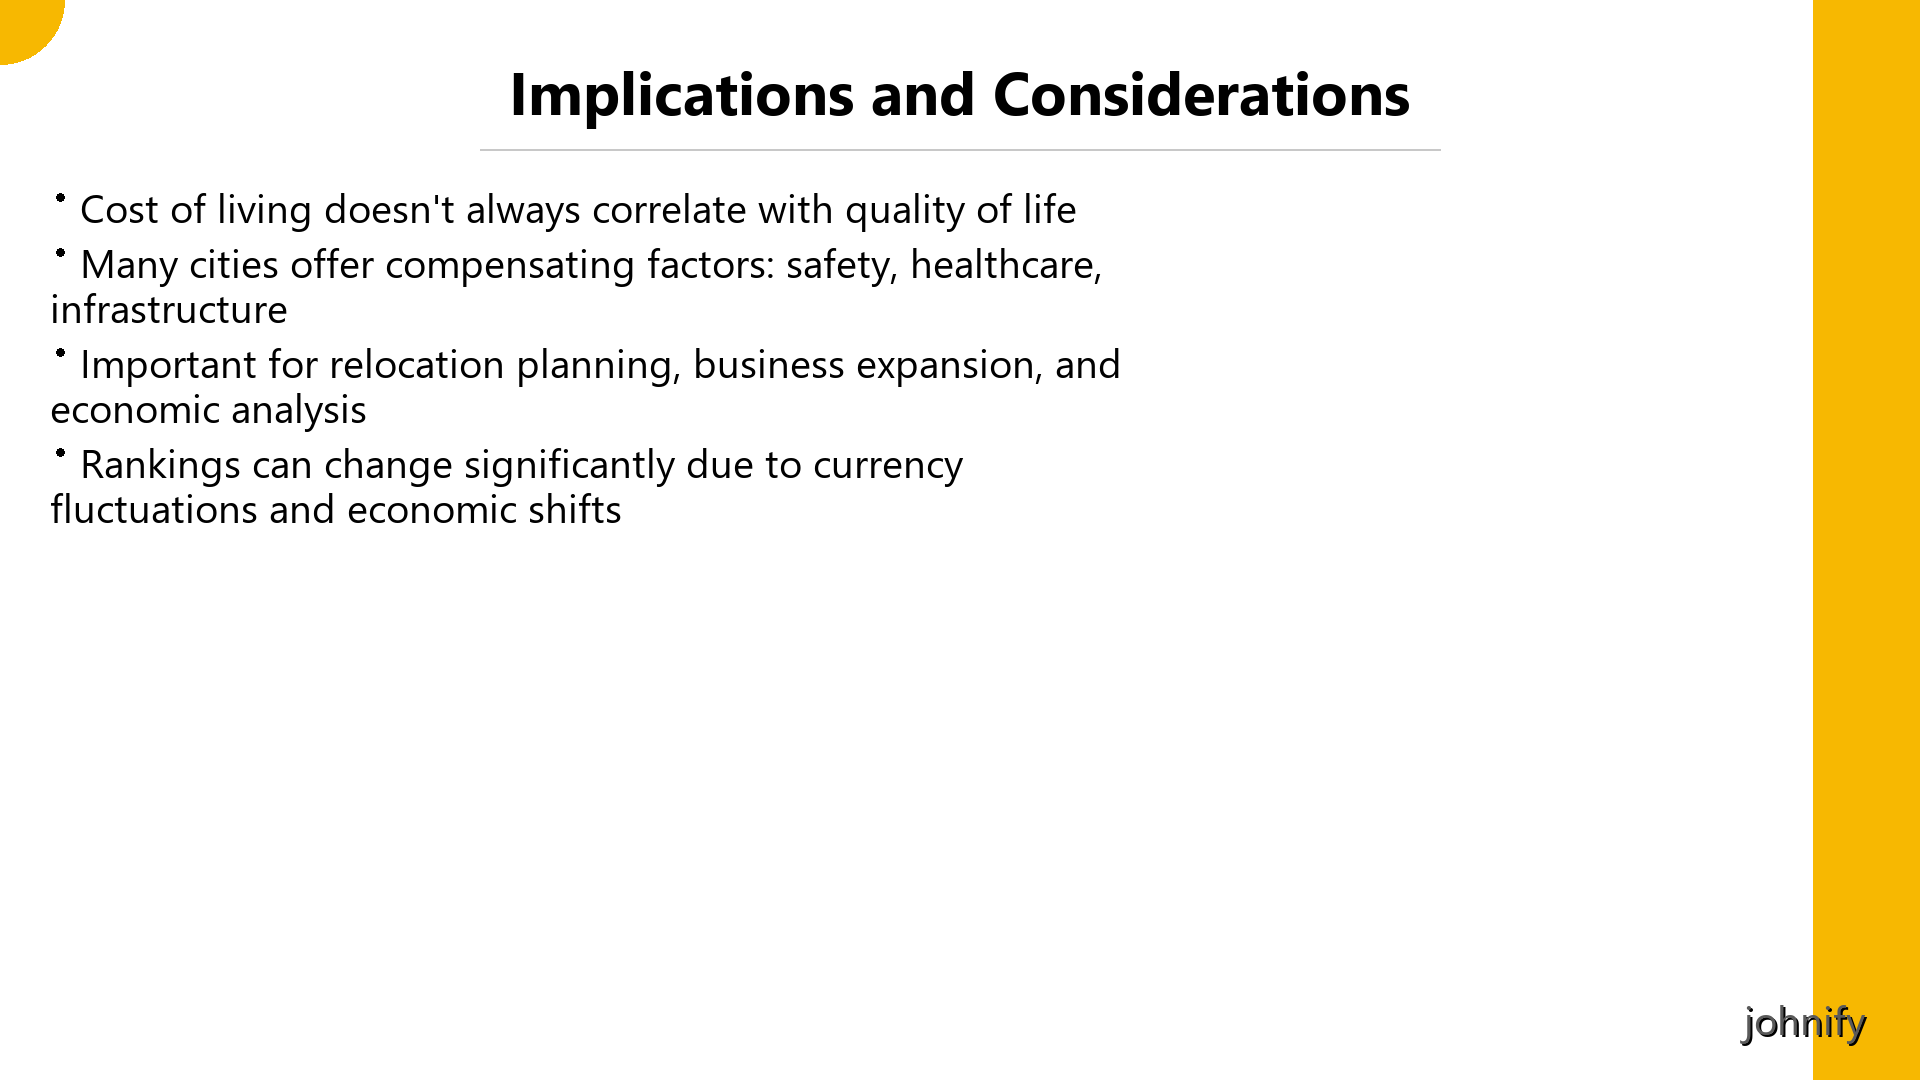 Implications and Considerations
• Cost of living doesn't always correlate with quality of life
• Many cities offer compensating factors: safety, healthcare,
infrastructure
• Important for relocation planning, business expansion, and
economic analysis
• Rankings can change significantly due to currency
fluctuations and economic shifts
johnify